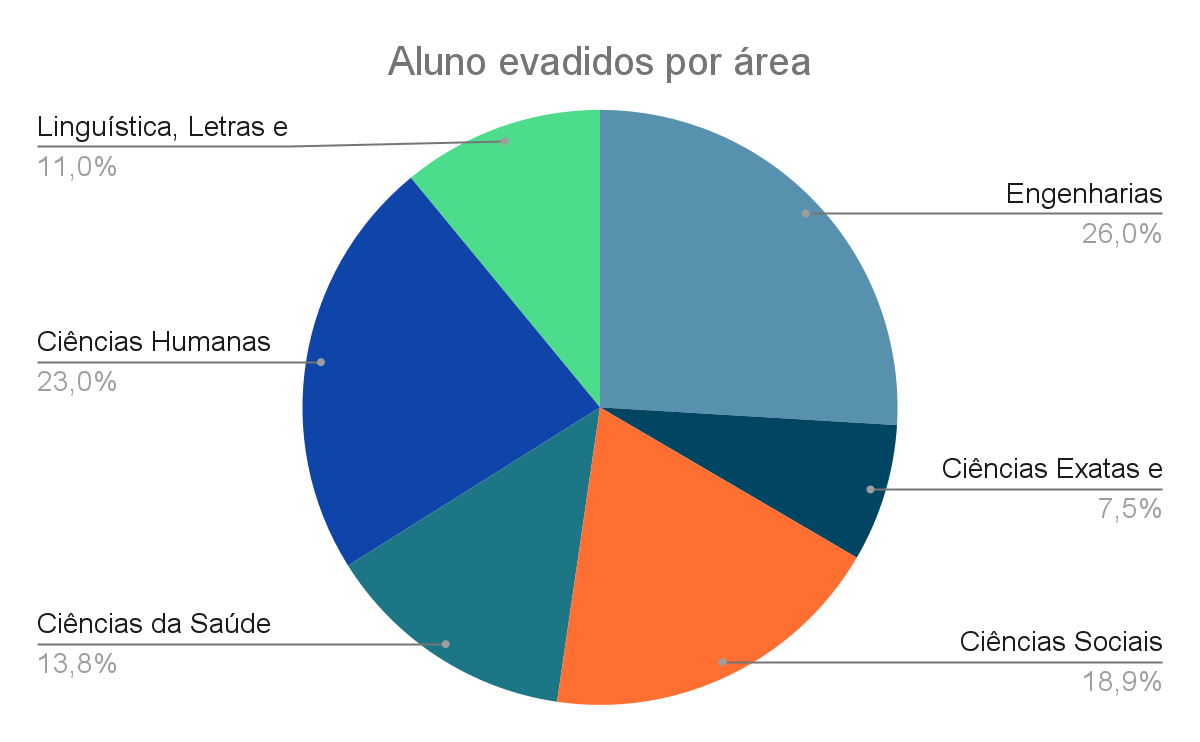 Aluno evadidos por área
Linguística, Letras e
11,0%
Engenharias
26,0%
Ciências Humanas
23,0%
Ciências Exatas e
7,5%
Ciências da Saúde
13,8%
Ciências Sociais
18,9%